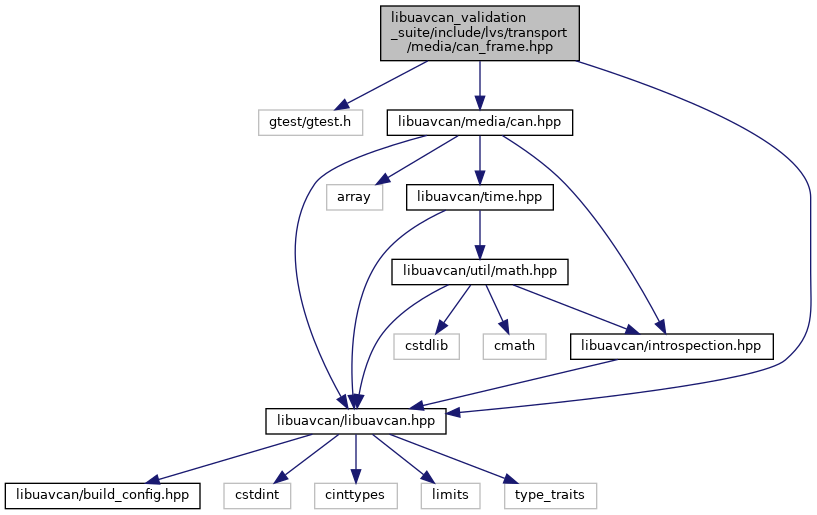 libuavcan_validation
_suite/include/lvs/transport
/media/can_frame.hpp
gtest/gtest.h
libuavcan/media/can.hpp
array
libuavcan/time.hpp
libuavcan/util/math.hpp
cstdlib
cmath
libuavcan/introspection.hpp
libuavcan/libuavcan.hpp
libuavcan/build_config.hpp
cstdint
cinttypes
limits
type_traits